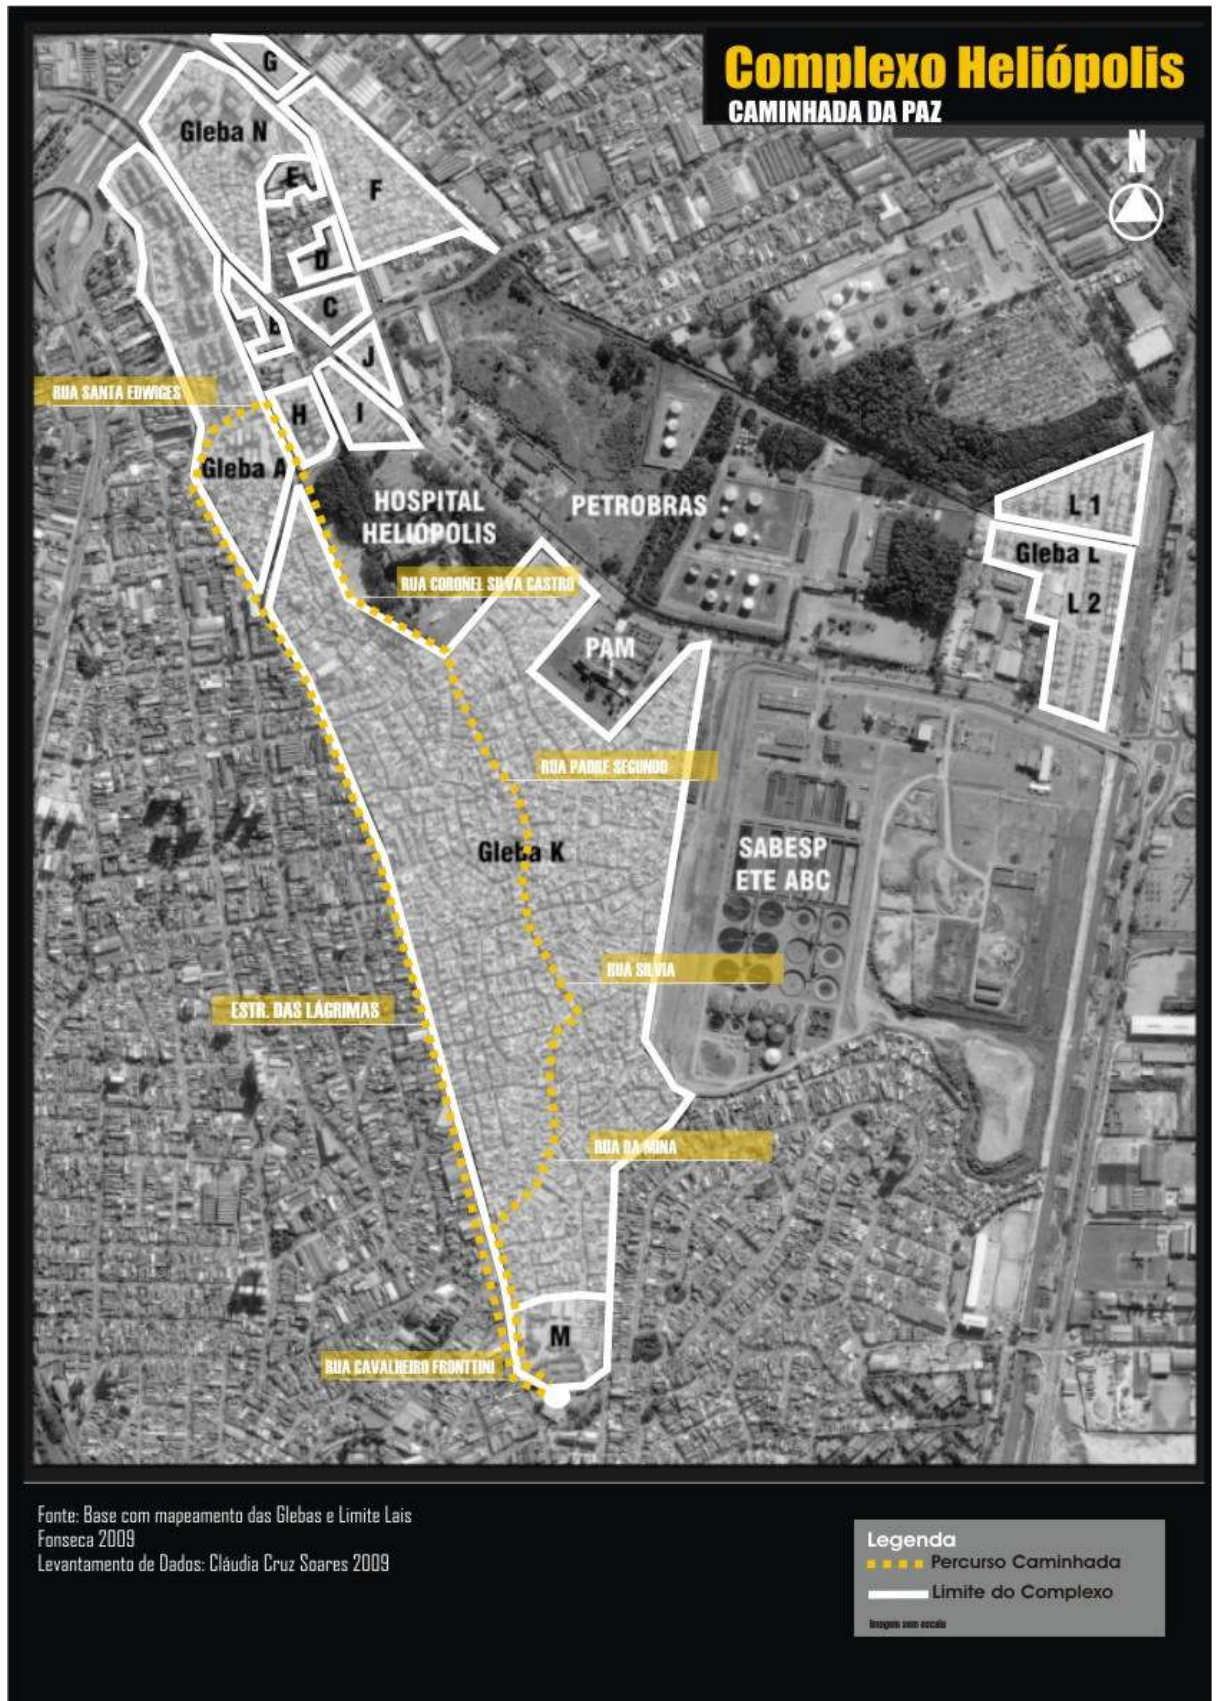 Complexo Heliópolis
CAMINHADA DA PAZ
N
G
Gleba N
E
F
D
C
B
J
RUA SANTA EDWIGES
H
I
Gleba A
HOSPITAL
HELIÓPOLIS
PETROBRAS
L 1
Gleba L
L 2
RUA CORONEL SILVA CASTRO
PAM
RUA PADRE SEGUNDO
Gleba K
SABESP
ETE ABC
RUA SILVIA
ESTR. DAS LÁGRIMAS
RUA DA MINA
M
RUA CAVALHEIRO FRONTTINI
Fonte: Base com mapeamento das Glebas e Limite Lais
Fonseca 2009
Levantamento de Dados: Cláudia Cruz Soares 2009
Legenda
Percurso Caminhada
Limite do Complexo
Imagem sem escala